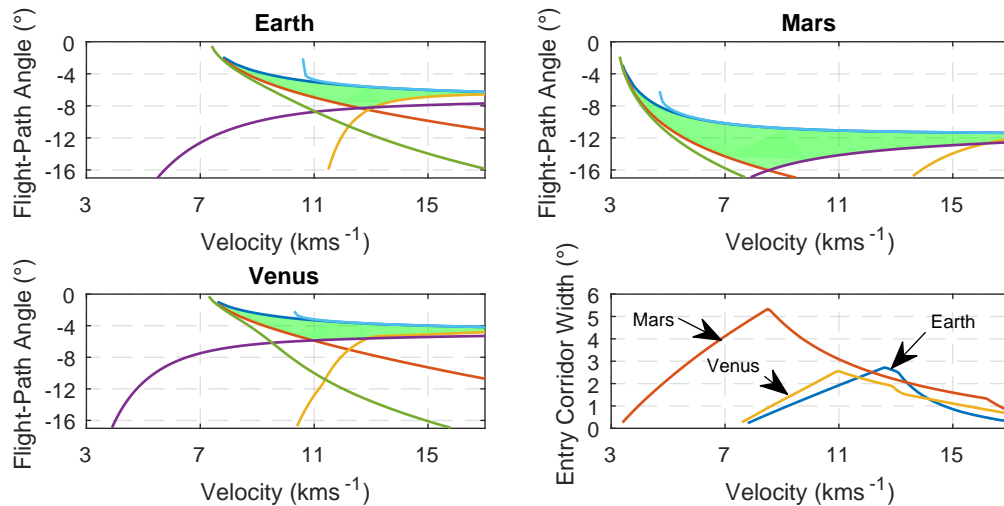 Earth
Flight-Path Angle (°)
0
-4
-8
-12
-16
3 7 11 15
Velocity (kms⁻¹)
Mars
Flight-Path Angle (°)
0
-4
-8
-12
-16
3 7 11 15
Velocity (kms⁻¹)
Venus
Flight-Path Angle (°)
0
-4
-8
-12
-16
3 7 11 15
Velocity (kms⁻¹)
Entry Corridor Width (°)
6
5
4
3
2
1
0
Mars
Earth
Venus
3 7 11 15
Velocity (kms⁻¹)